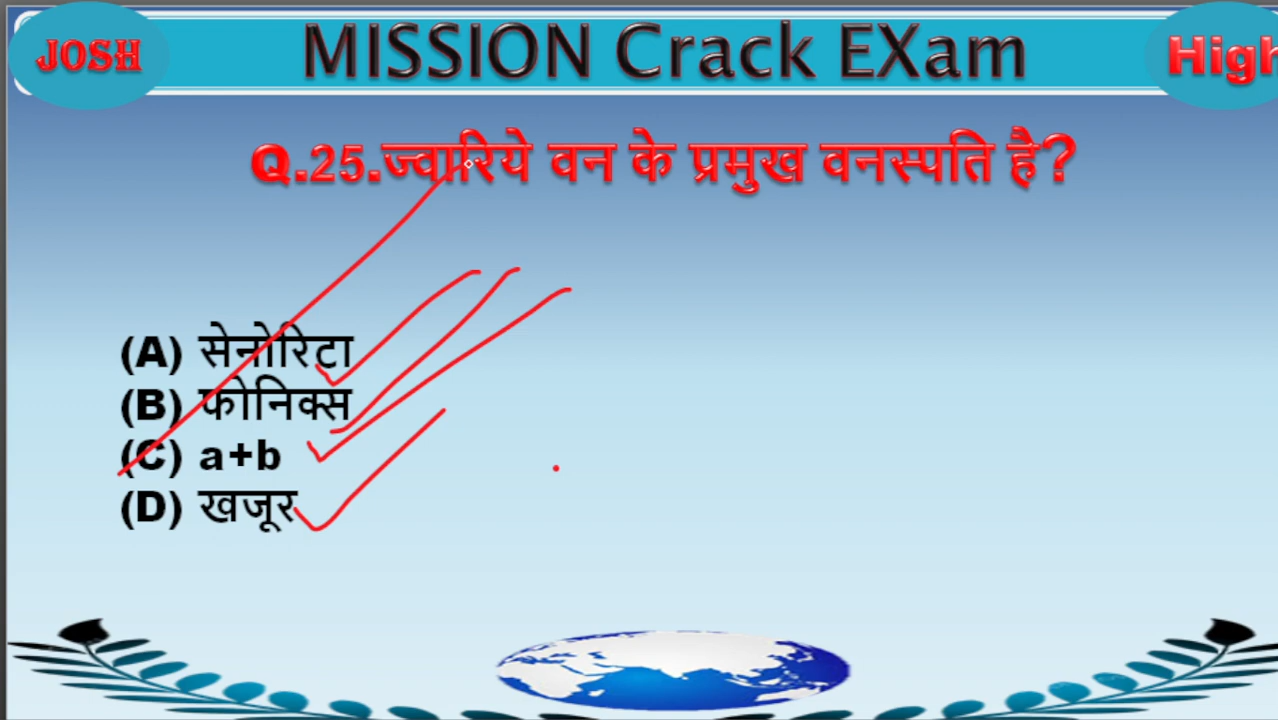 JOSH
MISSION Crack EXam
High
Q.25.ज्वारिये वन के प्रमुख वनस्पति है?
(A) सेनोरिटा
(B) फोनिक्स
(C) a+b
(D) खजूर